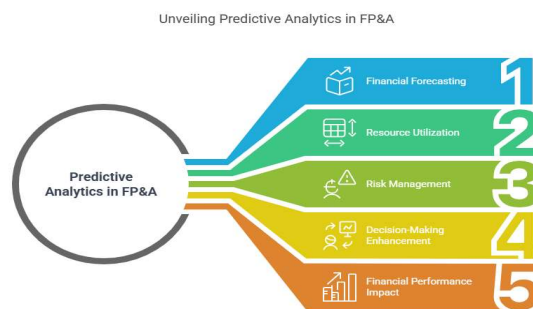 Unveiling Predictive Analytics in FP&A
Predictive
Analytics in FP&A
Financial Forecasting
1
Resource Utilization
2
Risk Management
3
Decision-Making
Enhancement
4
Financial Performance
Impact
5